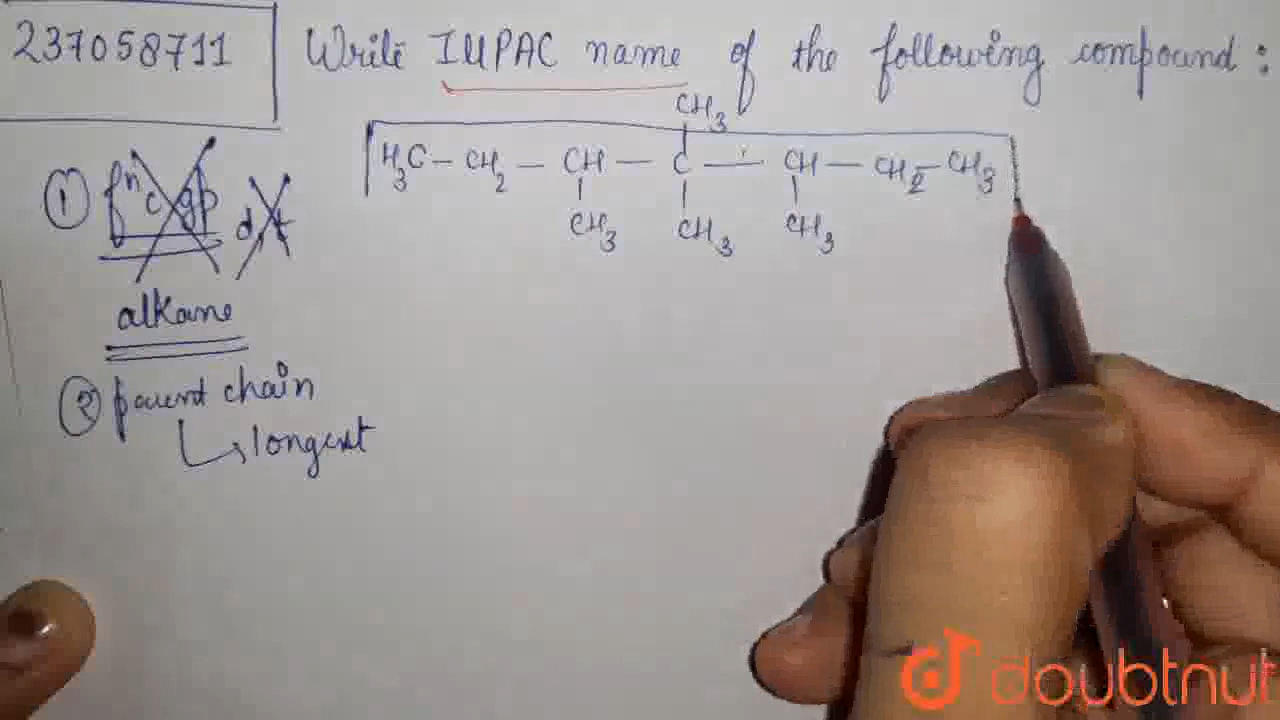 237058711
Write IUPAC name of the following compound :
CH3
H3C - CH2 - CH - C - CH - CH2 - CH3
CH3 CH3 CH3
① fn c gp d, t
alkane
② parent chain
longest
doubtnut